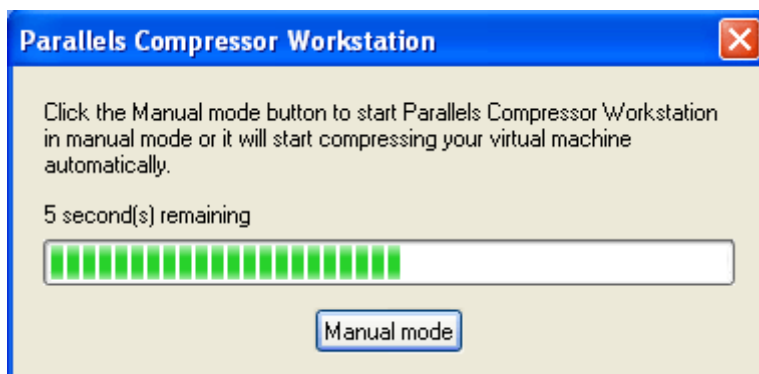 Parallels Compressor Workstation
Click the Manual mode button to start Parallels Compressor Workstation
in manual mode or it will start compressing your virtual machine
automatically.
5 second(s) remaining
Manual mode